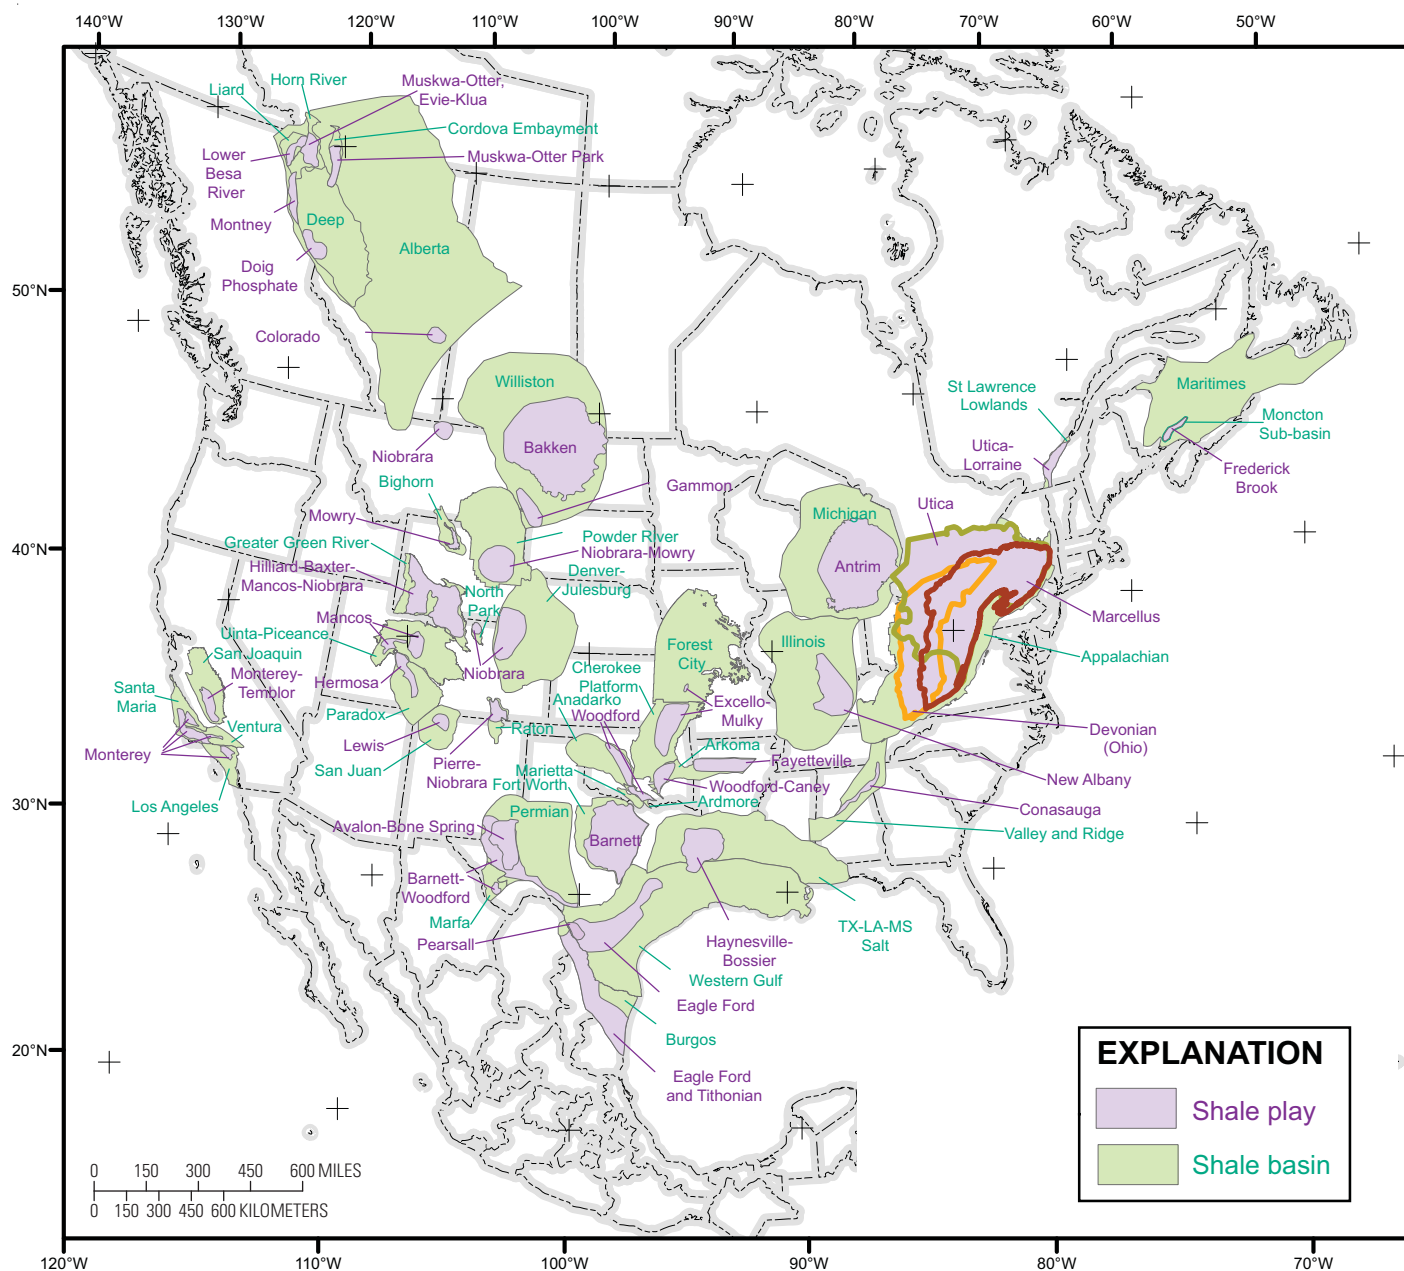 140°W
130°W
120°W
110°W
100°W
90°W
80°W
70°W
60°W
50°W
Horn River
Liard
Muskwa-Otter,
Evie-Klua
Cordova Embayment
Muskwa-Otter Park
Lower
Besa
River
Montney
Deep
Alberta
Doig
Phosphate
50°N
Colorado
Williston
Bakken
Niobrara
Bighorn
Gammon
Mowry
Greater Green River
Hilliard-Baxter-
Mancos-Niobrara
Powder River
Niobrara-Mowry
Denver-
Julesburg
North
Park
Mancos
Uinta-Piceance
San Joaquin
Monterey-
Temblor
Hermosa
Niobrara
Santa
Maria
Ventura
Monterey
Los Angeles
Paradox
Lewis
San Juan
Pierre-
Niobrara
Raton
40°N
30°N
20°N
Michigan
Antrim
Utica
St Lawrence
Lowlands
Utica-
Lorraine
Maritimes
Moncton
Sub-basin
Frederick
Brook
Marcellus
Appalachian
Devonian
(Ohio)
New Albany
Conasauga
Valley and Ridge
Illinois
Forest
City
Cherokee
Platform
Anadarko
Woodford
Excello-
Mulky
Arkoma
Fayetteville
Woodford-Caney
Ardmore
Marietta
Fort Worth
Permian
Barnett
Avalon-Bone Spring
Barnett-
Woodford
Marfa
Pearsall
Haynesville-
Bossier
TX-LA-MS
Salt
Western Gulf
Eagle Ford
Burgos
Eagle Ford
and Tithonian
EXPLANATION
Shale play
Shale basin
0 150 300 450 600 MILES
0 150 300 450 600 KILOMETERS
120°W
110°W
100°W
90°W
80°W
70°W